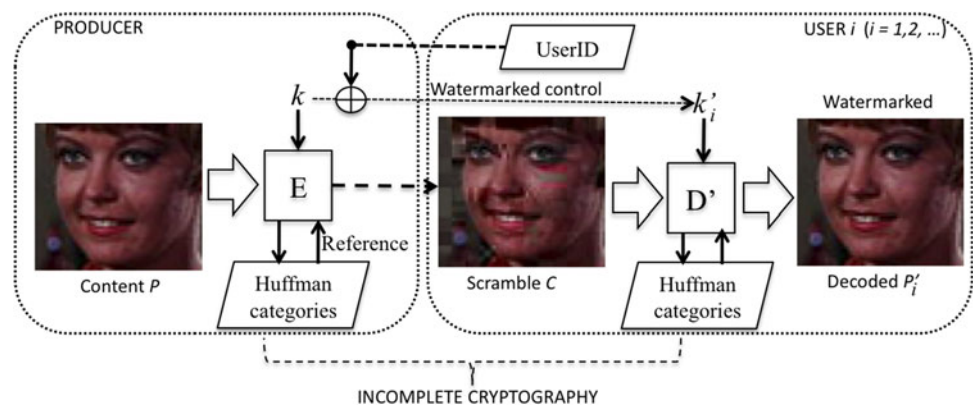 PRODUCER
USER i (i = 1,2, ...)
UserID
k
Watermarked control
k'i
Watermarked
E
D'
Reference
Content P
Huffman
categories
Scramble C
Huffman
categories
Decoded P'i
INCOMPLETE CRYPTOGRAPHY